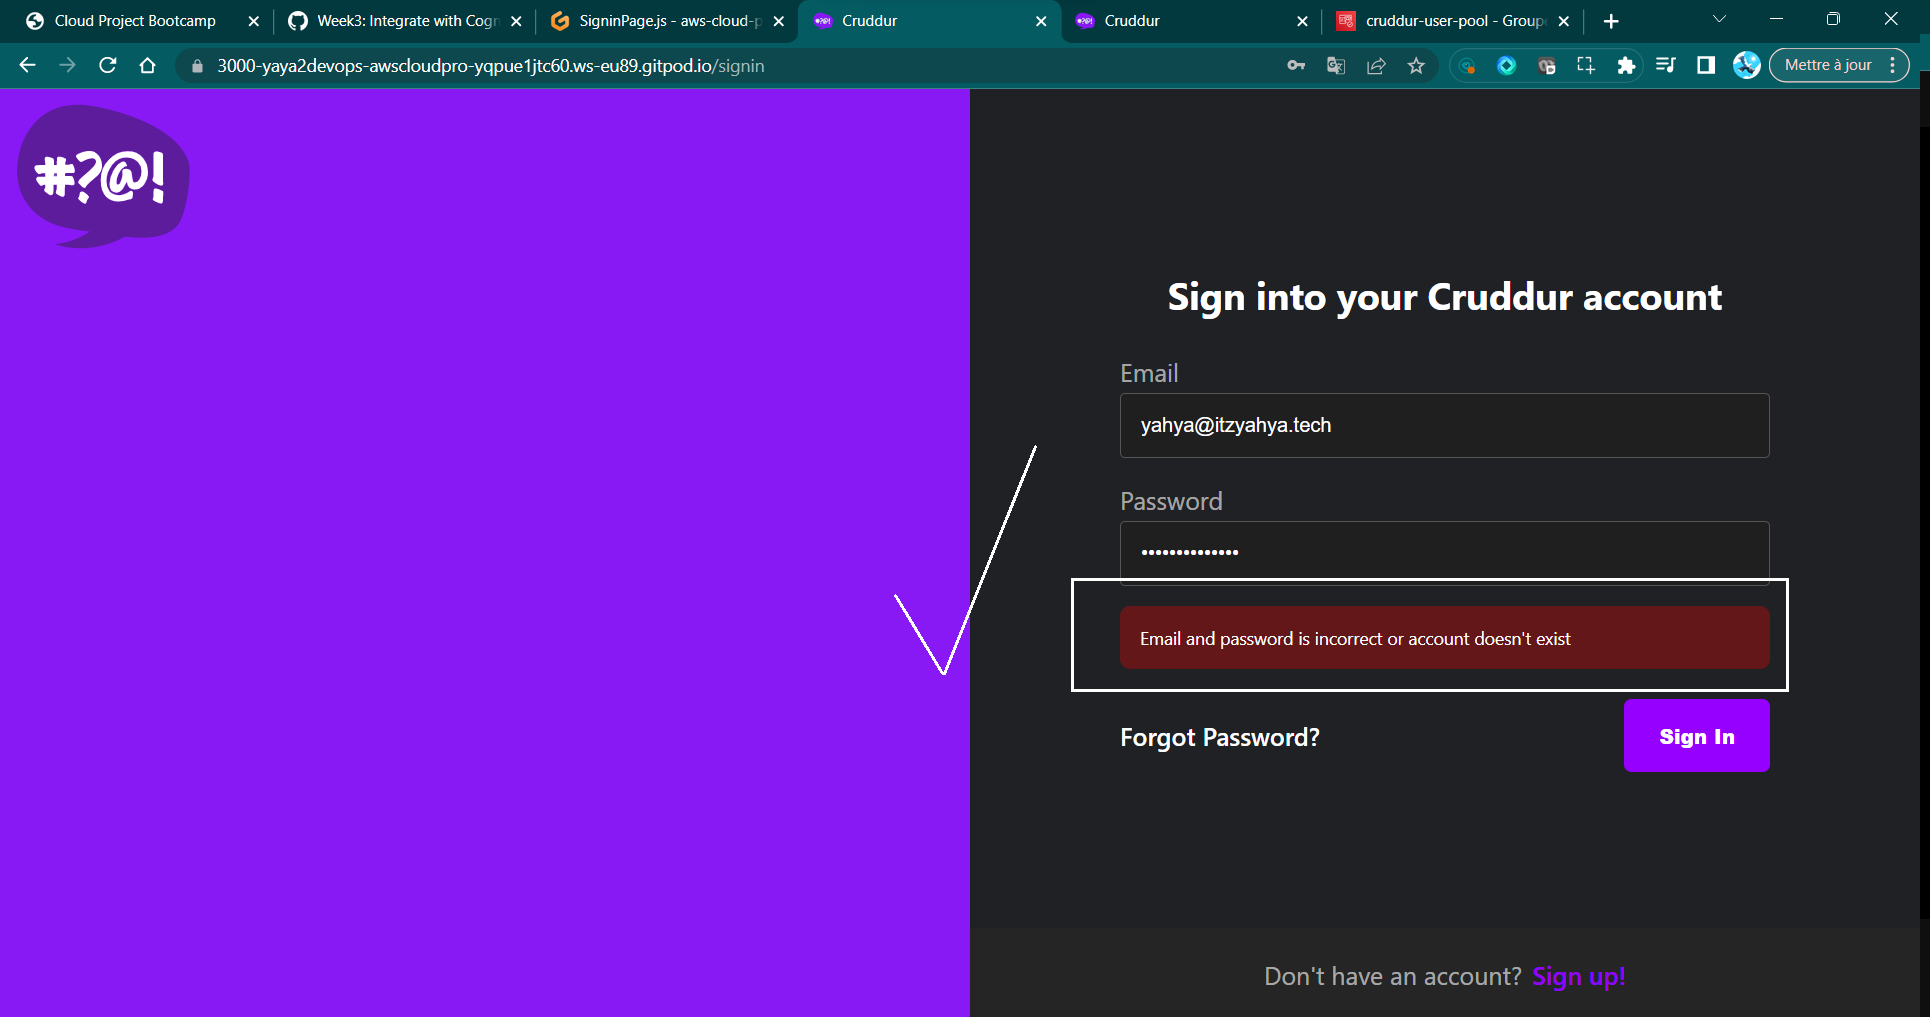 Cloud Project Bootcamp
Week3: Integrate with Cogn
SigninPage.js - aws-cloud-p
Cruddur
Cruddur
cruddur-user-pool - Groupe
3000-yaya2devops-awscloudpro-yqpue1jtc60.ws-eu89.gitpod.io/signin
Mettre à jour
#?@!
Sign into your Cruddur account
Email
yahya@itzyahya.tech
Password
••••••••••••••
Email and password is incorrect or account doesn't exist
Forgot Password?
Sign In
Don't have an account? Sign up!